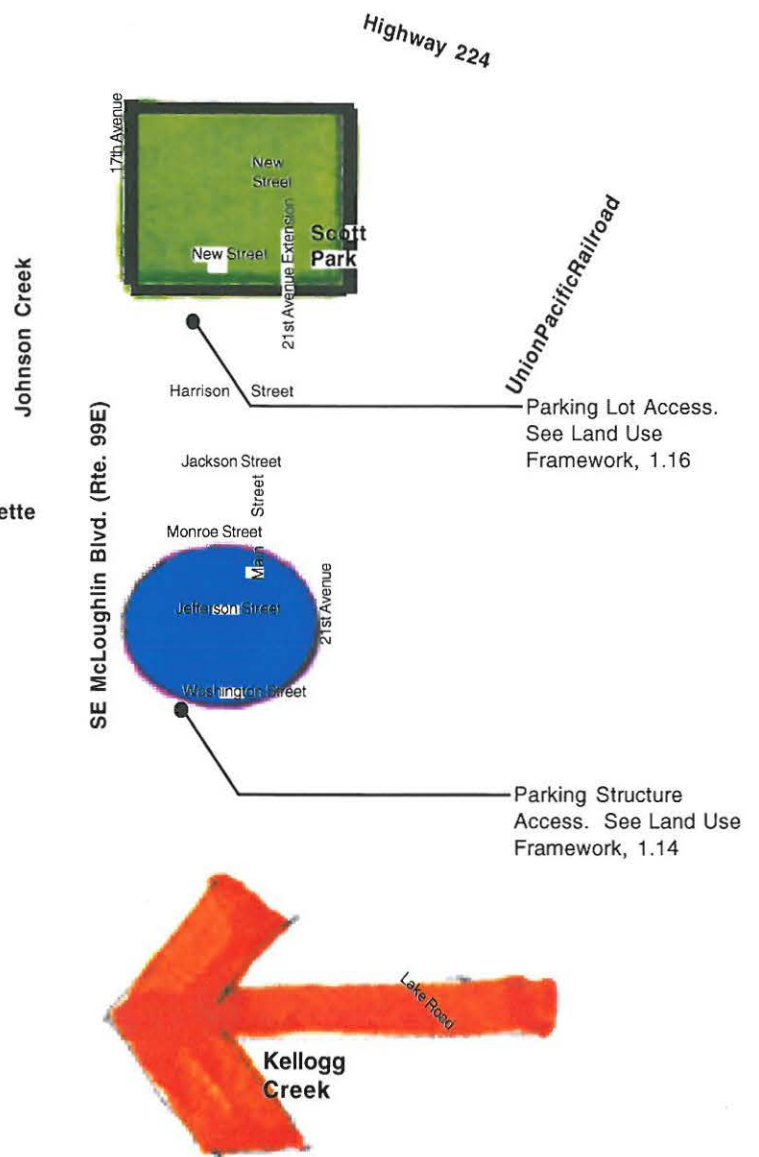 Highway 224
17th Avenue
New
Street
Scott
Park
New Street
21st Avenue Extension
UnionPacificRailroad
Johnson Creek
Harrison Street
Parking Lot Access.
See Land Use
Framework, 1.16
SE McLoughlin Blvd. (Rte. 99E)
Jackson Street
Main Street
ette
Monroe Street
Jefferson Street
21st Avenue
Washington Street
Parking Structure
Access. See Land Use
Framework, 1.14
Lake Road
Kellogg
Creek